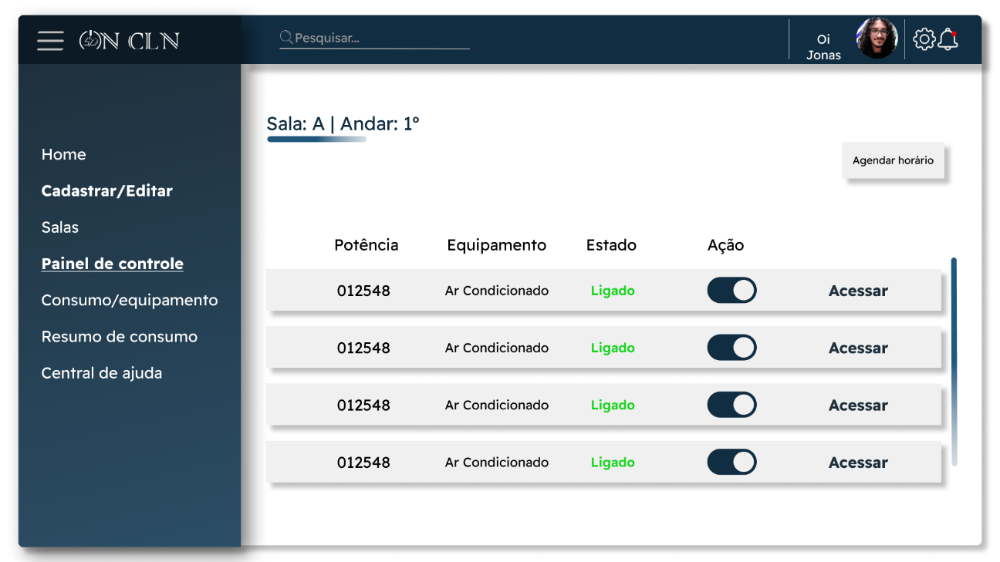 ON CLN
Pesquisar...
Oi
Jonas
Home
Cadastrar/Editar
Salas
Painel de controle
Consumo/equipamento
Resumo de consumo
Central de ajuda
Sala: A | Andar: 1º
Agendar horário
Potência Equipamento Estado Ação
012548 Ar Condicionado Ligado Acessar
012548 Ar Condicionado Ligado Acessar
012548 Ar Condicionado Ligado Acessar
012548 Ar Condicionado Ligado Acessar